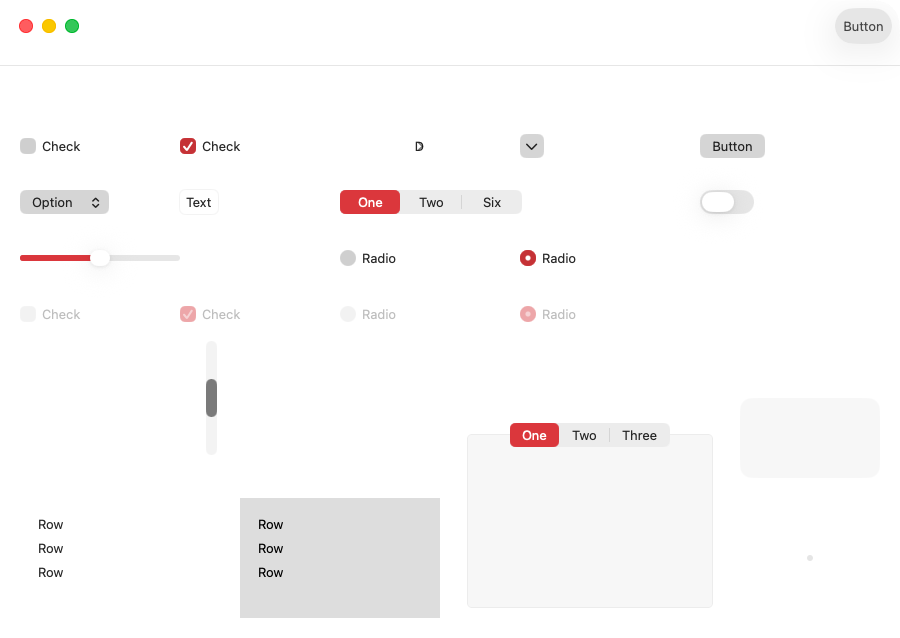 Button
Check
Check
Button
Option
Text
One Two Six
Radio
Radio
Check
Check
Radio
Radio
One Two Three
Row
Row
Row
Row
Row
Row